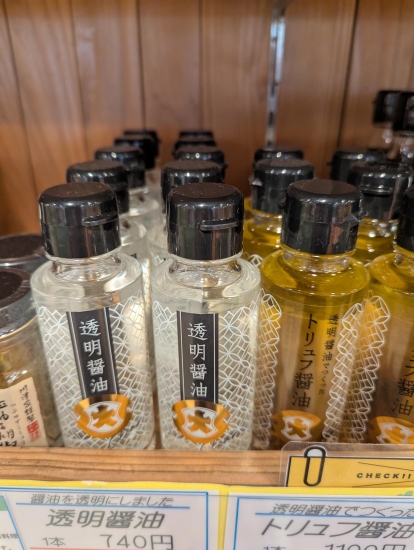 透明醤油
透明醤油
透明醤油でつくった
トリュフ醤油
CHECK!!
醤油を透明にしました
透明醤油
1本 740円
透明醤油でつくった
トリュフ醤油